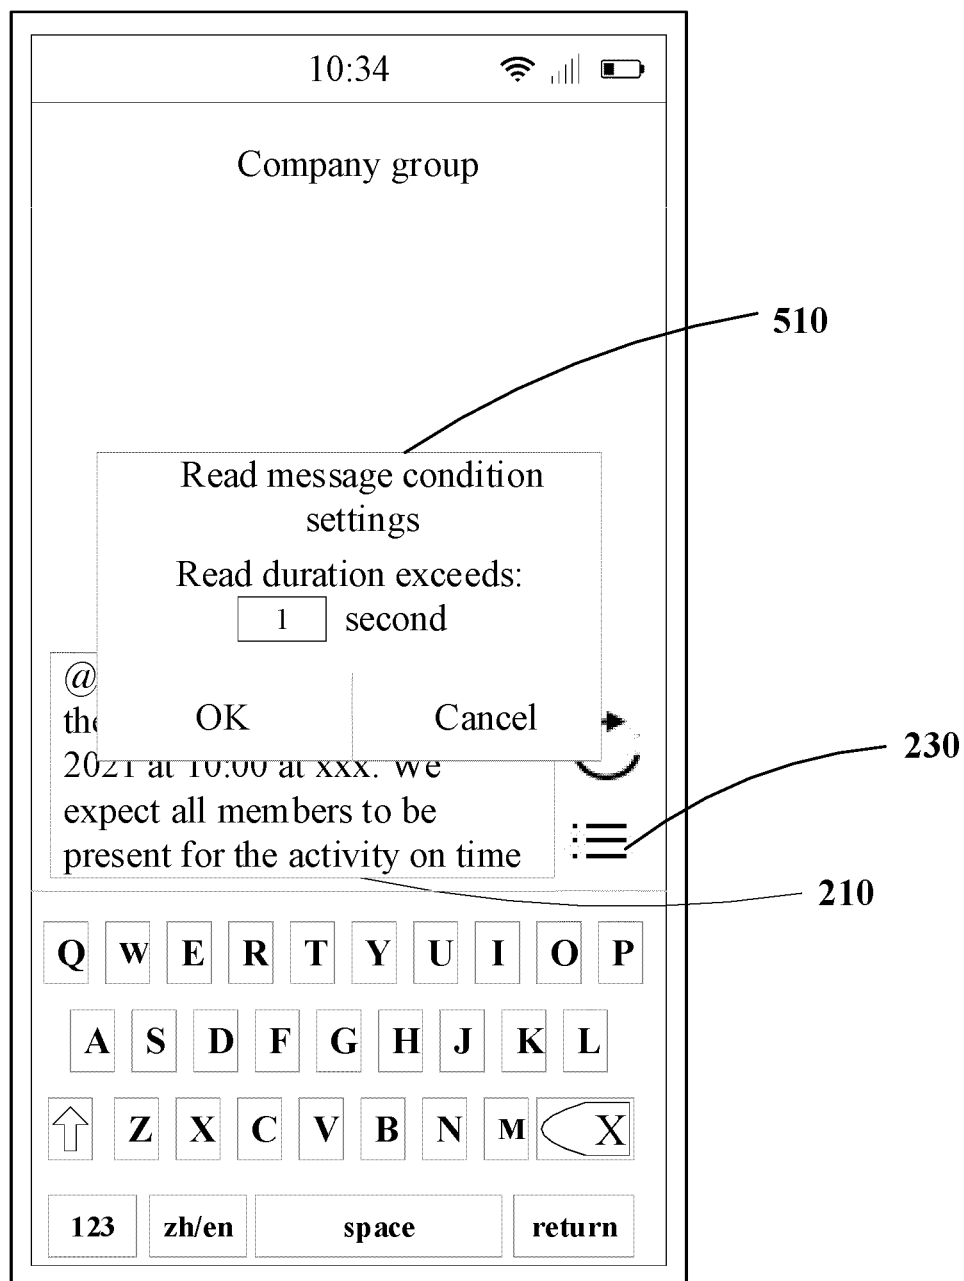 10:34
Company group
510
Read message condition
settings
Read duration exceeds:
1 second
@
OK Cancel
the
230
2021 at 10:00 at xxx. We
expect all members to be
present for the activity on time
210
Q W E R T Y U I O P
A S D F G H J K L
Z X C V B N M X
123 zh/en space return